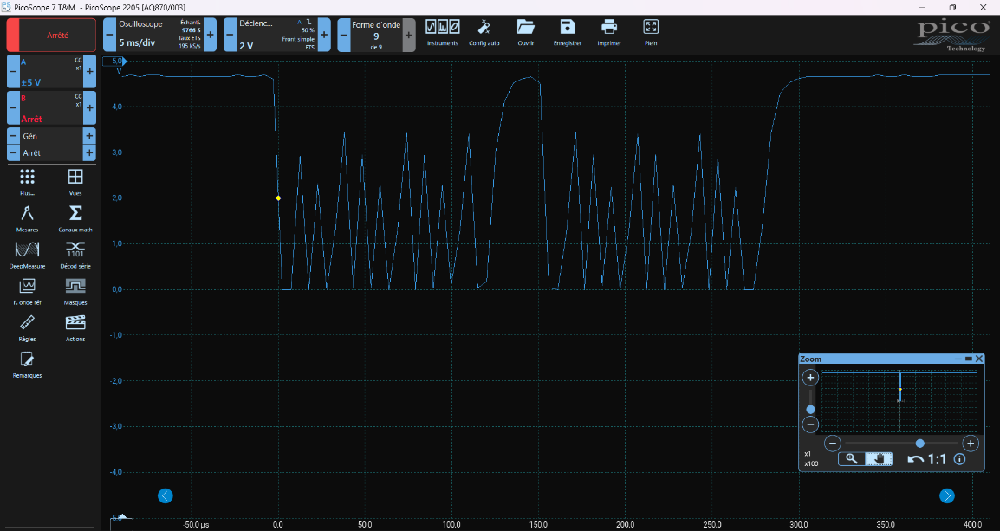 PicoScope 7 T&M - PicoScope 2205 [AQ870/003]
Arrêté
Oscilloscope
5 ms/div
Échanti.
9766 S
Taux ETS
195 kS/s
Déclenc...
2 V
A
50 %
Front simple
ETS
Forme d'onde
9
de 9
Instruments
Config auto
Ouvrir
Enregistrer
Imprimer
Plein
pico
Technology
A
CC
x1
±5 V
B
CC
x1
Arrêt
Gén
Arrêt
Plus...
Vues
Mesures
Canaux math
DeepMeasure
1101
Décod série
F. onde réf
Masques
Règles
Actions
Remarques
5,0
V
4,0
3,0
2,0
1,0
0,0
-1,0
-2,0
-3,0
-4,0
-50,0 µs
0,0
50,0
100,0
150,0
200,0
250,0
300,0
350,0
400,0
Zoom
x1
x100
1:1